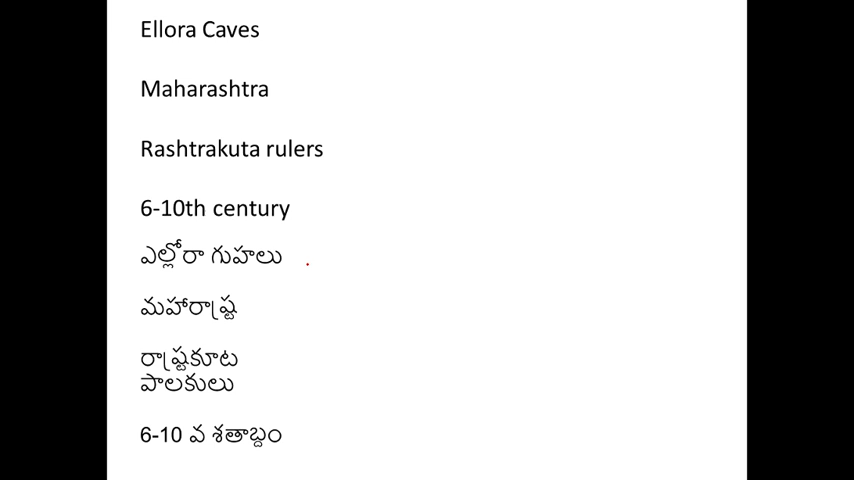 Ellora Caves
Maharashtra
Rashtrakuta rulers
6-10th century
ఎల్లోరా గుహలు
మహారాష్ట్ర
రాష్ట్రకూట
పాలకులు
6-10 వ శతాబ్దం